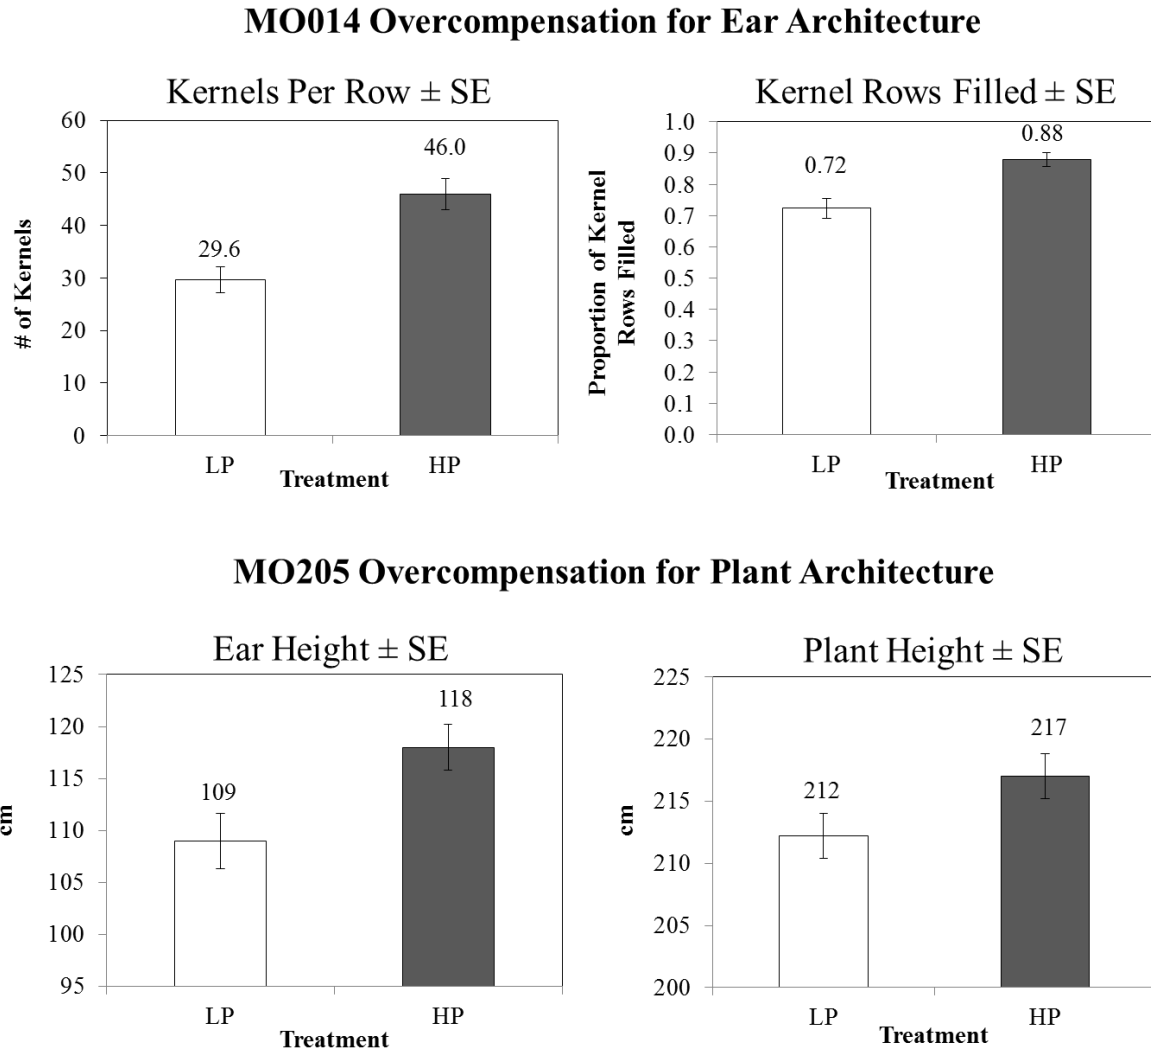 MO014 Overcompensation for Ear Architecture
Kernels Per Row ± SE
# of Kernels
60
50
40
30
20
10
0
29.6
46.0
LP
HP
Treatment
Kernel Rows Filled ± SE
Proportion of Kernel
Rows Filled
1.0
0.9
0.8
0.7
0.6
0.5
0.4
0.3
0.2
0.1
0.0
0.72
0.88
LP
HP
Treatment
MO205 Overcompensation for Plant Architecture
Ear Height ± SE
cm
125
120
115
110
105
100
95
109
118
LP
HP
Treatment
Plant Height ± SE
cm
225
220
215
210
205
200
212
217
LP
HP
Treatment